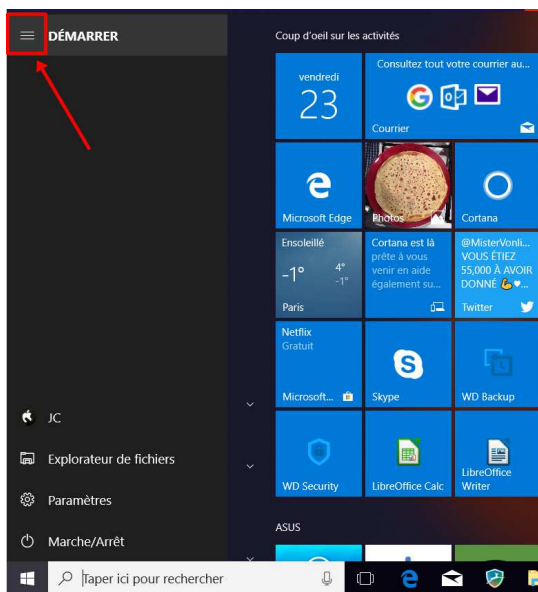 DÉMARRER
Coup d'oeil sur les activités
vendredi
23
Consultez tout votre courrier au...
Courrier
Microsoft Edge
Photos
Cortana
Ensoleillé
-1°
4°
-1°
Paris
Cortana est là
prête à vous
venir en aide
également su...
@MisterVonli...
VOUS ÉTIEZ
55,000 À AVOIR
DONNÉ 💪♥...
Twitter
Netflix
Gratuit
Microsoft...
Skype
WD Backup
WD Security
LibreOffice Calc
LibreOffice
Writer
ASUS
JC
Explorateur de fichiers
Paramètres
Marche/Arrêt
Taper ici pour rechercher